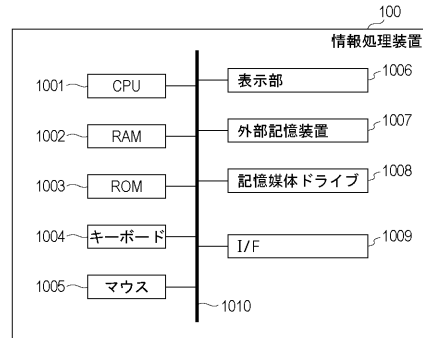 100
情報処理装置
1001
CPU
1002
RAM
1003
ROM
1004
キーボード
1005
マウス
表示部
1006
外部記憶装置
1007
記憶媒体ドライブ
1008
I/F
1009
1010